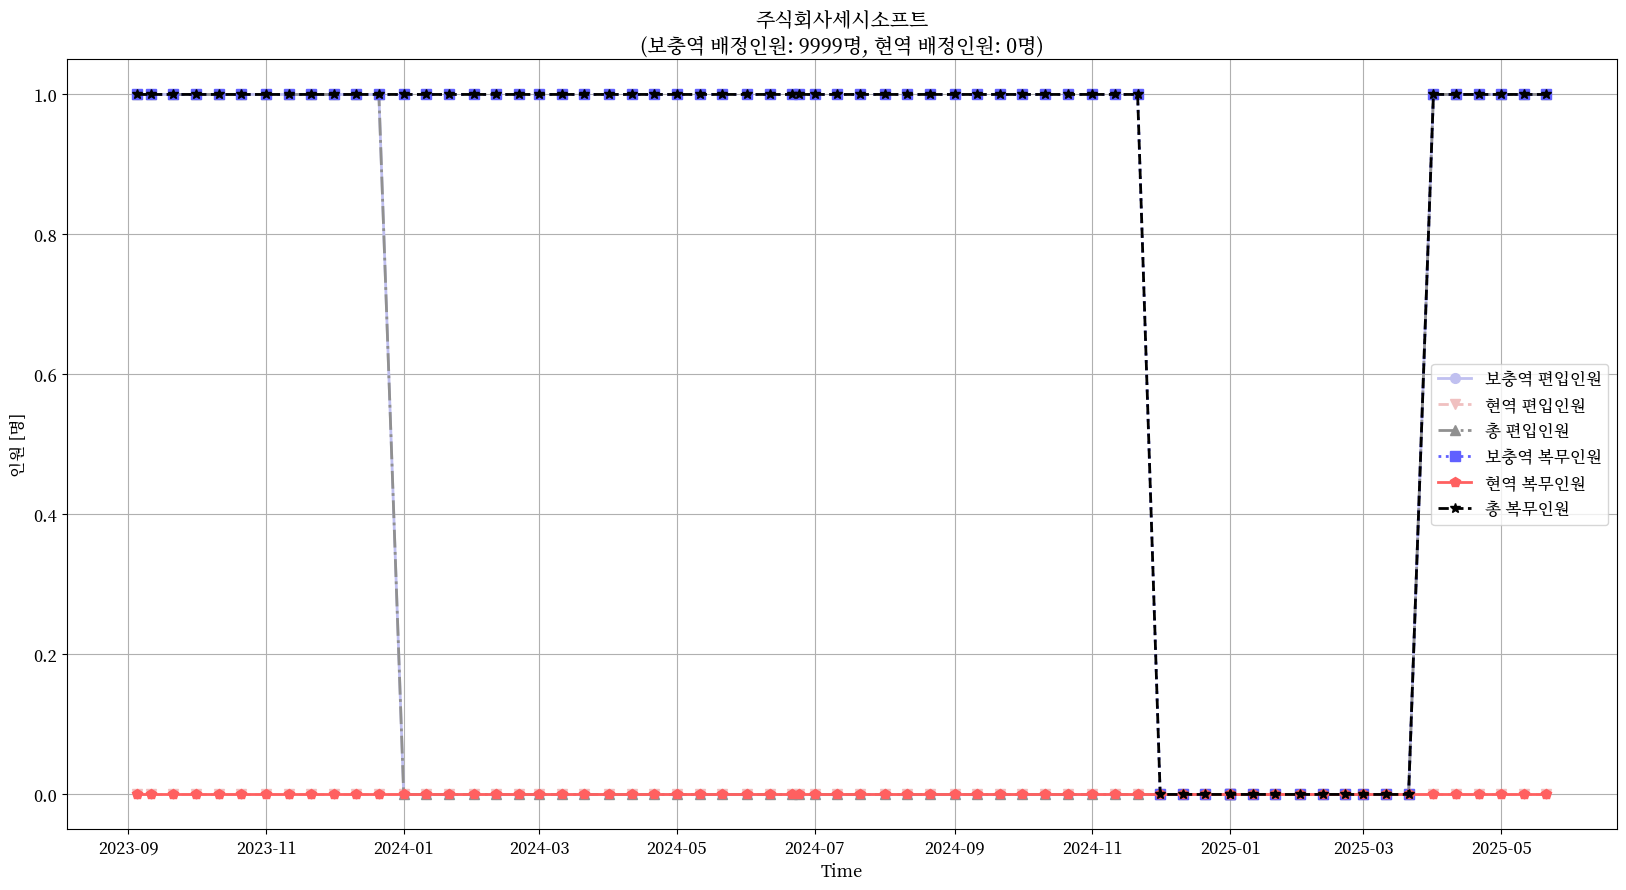 주식회사세시소프트
(보충역 배정인원: 9999명, 현역 배정인원: 0명)
인원 [명]
1.0
0.8
0.6
0.4
0.2
0.0
보충역 편입인원
현역 편입인원
총 편입인원
보충역 복무인원
현역 복무인원
총 복무인원
2023-09 2023-11 2024-01 2024-03 2024-05 2024-07 2024-09 2024-11 2025-01 2025-03 2025-05
Time